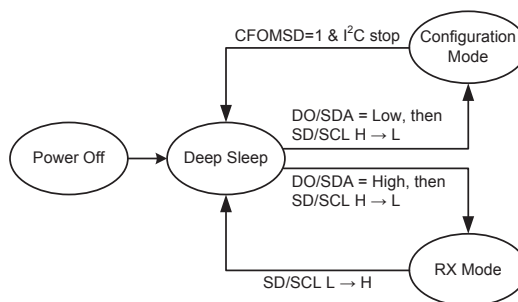 CFOMSD=1 & I²C stop
Configuration
Mode
DO/SDA = Low, then
SD/SCL H → L
Power Off
Deep Sleep
DO/SDA = High, then
SD/SCL H → L
SD/SCL L → H
RX Mode